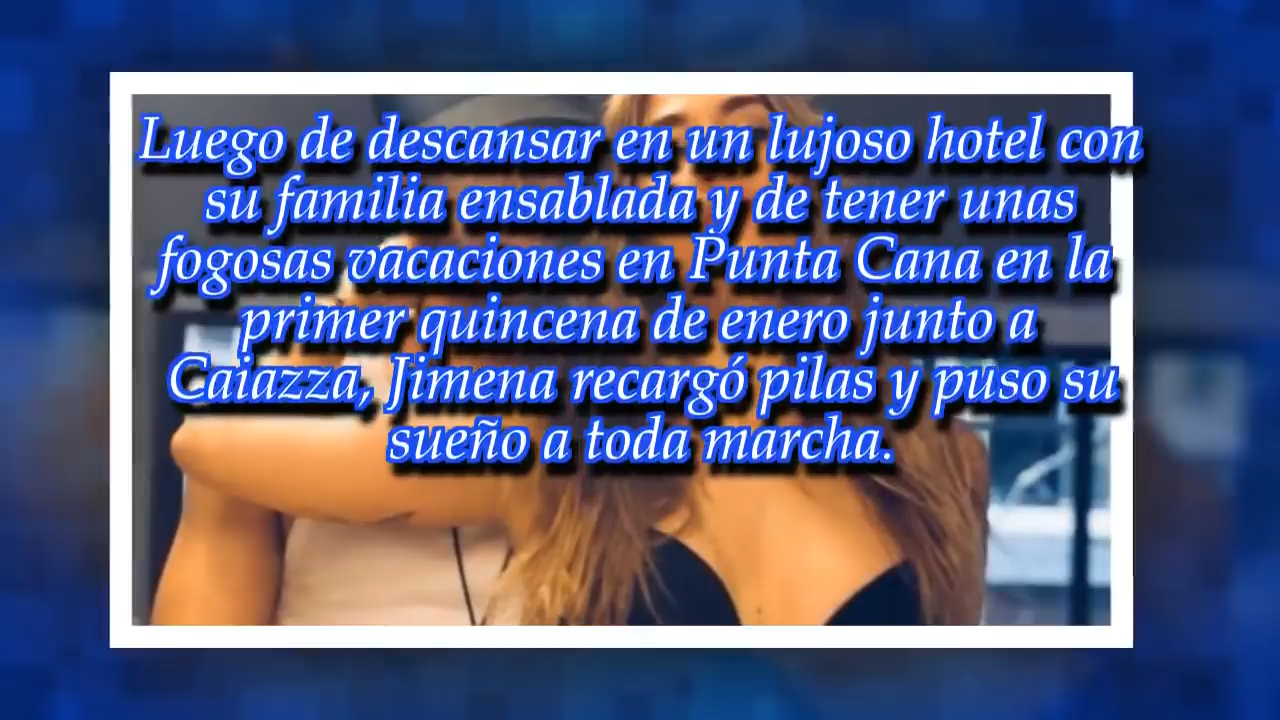 Luego de descansar en un lujoso hotel con
su familia ensablada y de tener unas
fogosas vacaciones en Punta Cana en la
primer quincena de enero junto a
Caiazza, Jimena recargó pilas y puso su
sueño a toda marcha.